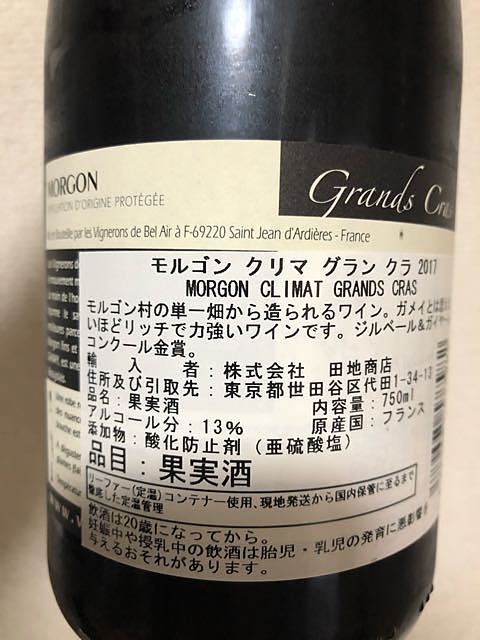 MORGON
Grands Cras
APPELLATION D'ORIGINE PROTÉGÉE
en Bouteille par les Vignerons de Bel Air à F-69220 Saint Jean d'Ardières - France
モルゴン クリマ グラン クラ 2017
MORGON CLIMAT GRANDS CRAS
モルゴン村の単一畑から造られるワイン。ガメイとは思えな
いほどリッチで力強いワインです。ジルベール&ガイヤール
コンクール金賞。
輸入者:株式会社 田地商店
住所及び引取先:東京都世田谷区代田1-34-13
品名:果実酒 内容量:750ml
アルコール分:13% 原産国:フランス
添加物:酸化防止剤(亜硫酸塩)
品目:果実酒
リーファー(定温)コンテナー使用、現地発送から国内保管に至るまで
徹底した定温管理
飲酒は20歳になってから。
妊娠中や授乳中の飲酒は胎児・乳児の発育に悪影響を
与えるおそれがあります。